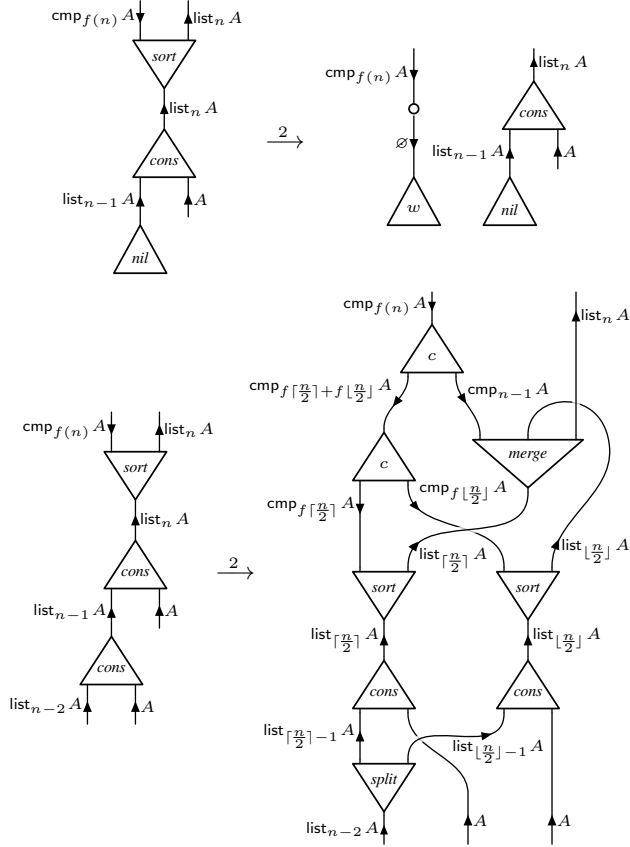 cmp_{f(n)} A list_n A
sort
list_n A
cons
list_{n−1} A A
nil
2
cmp_{f(n)} A
∅
w
list_n A
cons
list_{n−1} A A
nil
cmp_{f(n)} A list_n A
sort
list_n A
cons
list_{n−1} A A
cons
list_{n−2} A A
2
cmp_{f(n)} A list_n A
c
cmp_{f⌈n/2⌉+f⌊n/2⌋} A cmp_{n−1} A
c merge
cmp_{f⌈n/2⌉} A cmp_{f⌊n/2⌋} A
list_{⌈n/2⌉} A list_{⌊n/2⌋} A
sort sort
list_{⌈n/2⌉} A list_{⌊n/2⌋} A
cons cons
list_{⌈n/2⌉−1} A list_{⌊n/2⌋−1} A
split
list_{n−2} A A A